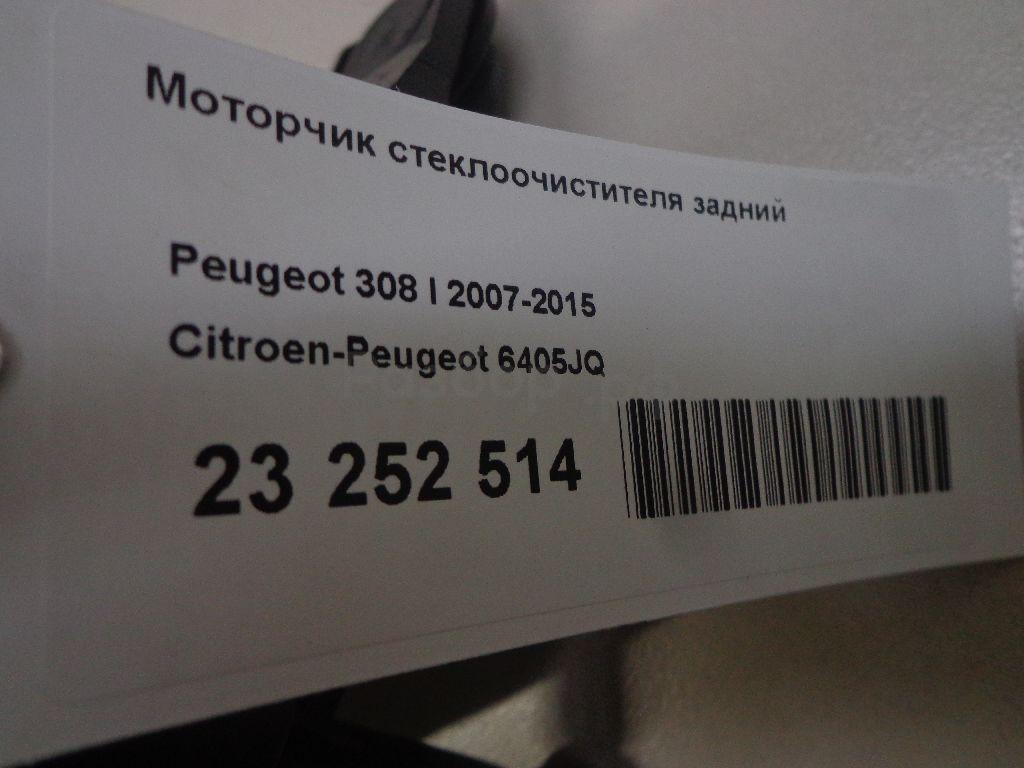 Моторчик стеклоочистителя задний
Peugeot 308 I 2007-2015
Citroen-Peugeot 6405JQ
23 252 514